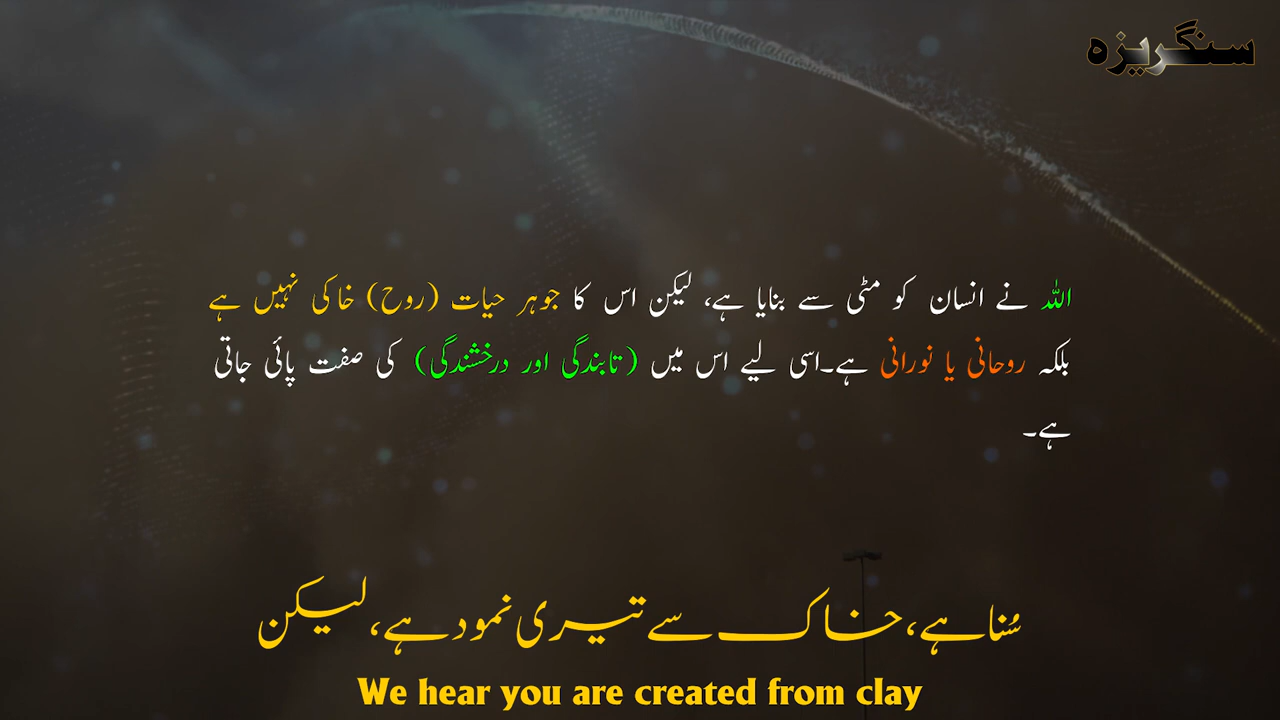 سنگریزہ
اللہ نے انسان کو مٹی سے بنایا ہے، لیکن اس کا جوہر حیات (روح) خاکی نہیں ہے
بلکہ روحانی یا نورانی ہے۔اسی لیے اس میں (تابندگی اور درخشندگی) کی صفت پائی جاتی
ہے۔
سُنا ہے، خاک سے تیری نمود ہے، لیکن
We hear you are created from clay